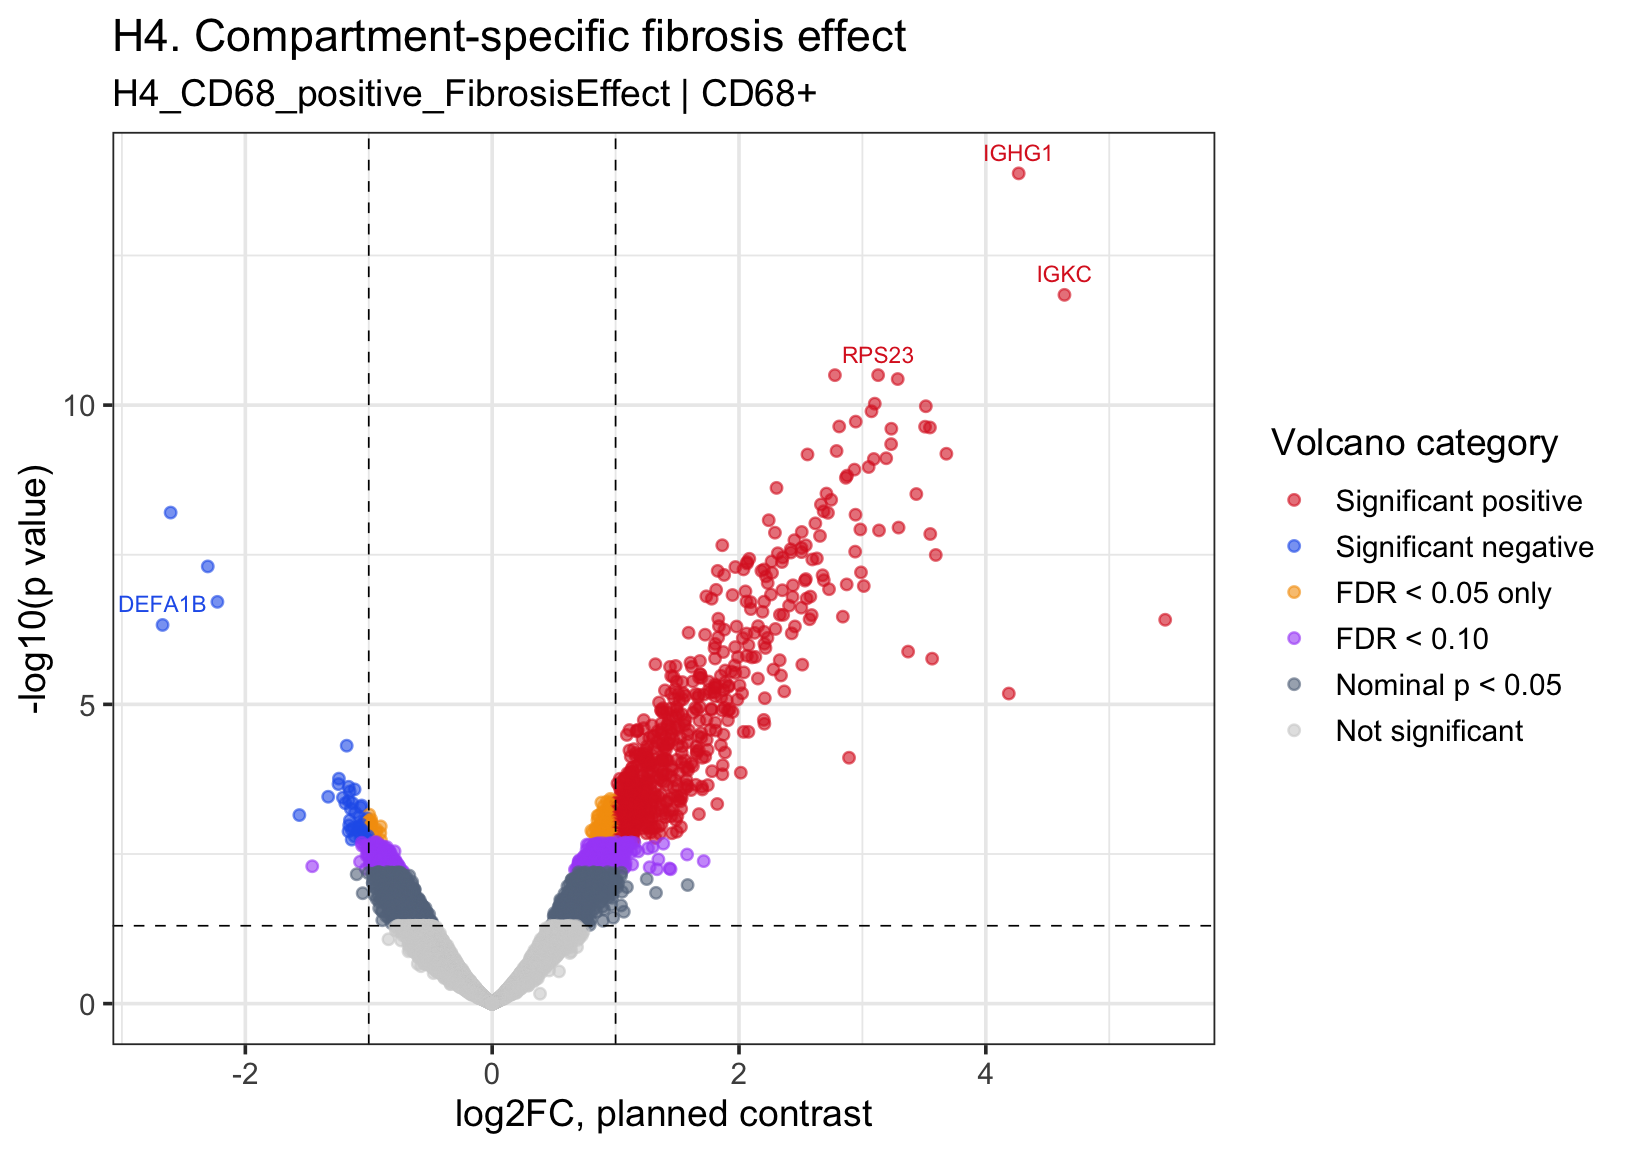 H4. Compartment-specific fibrosis effect
H4_CD68_positive_FibrosisEffect | CD68+
IGHG1
IGKC
RPS23
DEFA1B
10
5
0
-log10(p value)
-2
0
2
4
log2FC, planned contrast
Volcano category
Significant positive
Significant negative
FDR < 0.05 only
FDR < 0.10
Nominal p < 0.05
Not significant